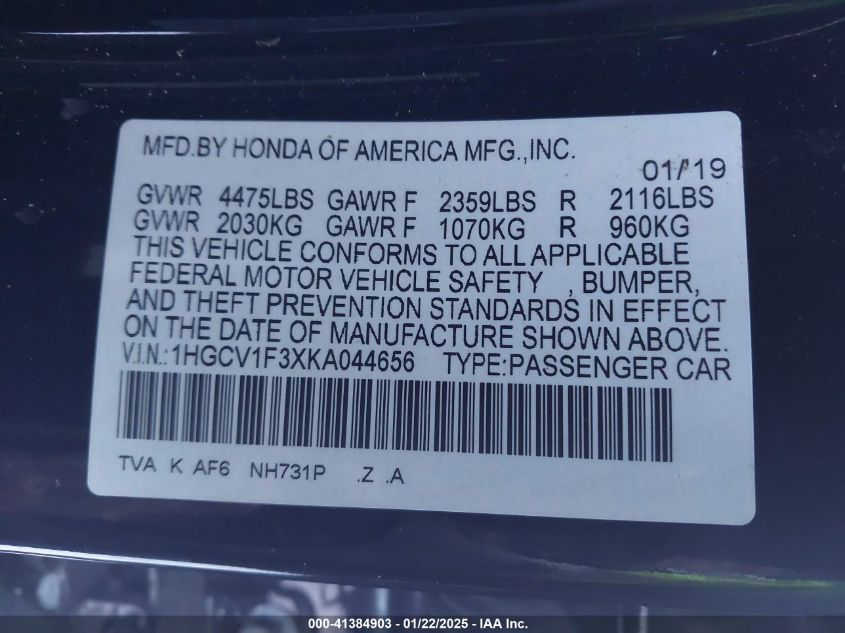 MFD.BY HONDA OF AMERICA MFG.,INC.
01/19
GVWR 4475LBS GAWR F 2359LBS R 2116LBS
GVWR 2030KG GAWR F 1070KG R 960KG
THIS VEHICLE CONFORMS TO ALL APPLICABLE
FEDERAL MOTOR VEHICLE SAFETY , BUMPER,
AND THEFT PREVENTION STANDARDS IN EFFECT
ON THE DATE OF MANUFACTURE SHOWN ABOVE.
V.I.N.:1HGCV1F3XKA044656 TYPE:PASSENGER CAR
TVA K AF6 NH731P .Z .A
000-41384903 - 01/22/2025 - IAA Inc.